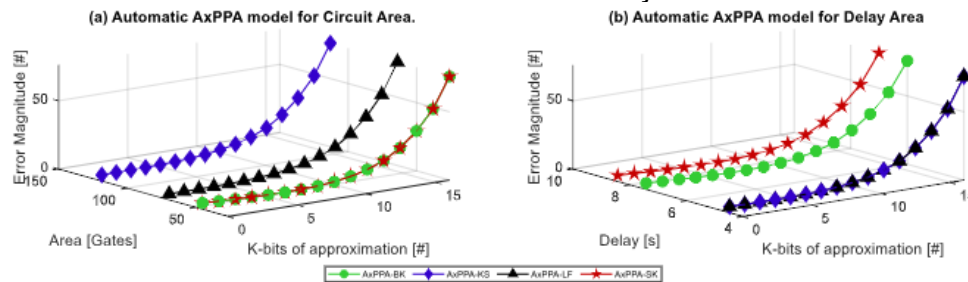 (a) Automatic AxPPA model for Circuit Area.
(b) Automatic AxPPA model for Delay Area
Error Magnitude [#]
50
0
150
100
50
Area [Gates]
0
5
10
15
K-bits of approximation [#]
Error Magnitude [#]
50
0
10
8
6
4
Delay [s]
0
5
10
1
K-bits of approximation [#]
AxPPA-BK AxPPA-KS AxPPA-LF AxPPA-SK